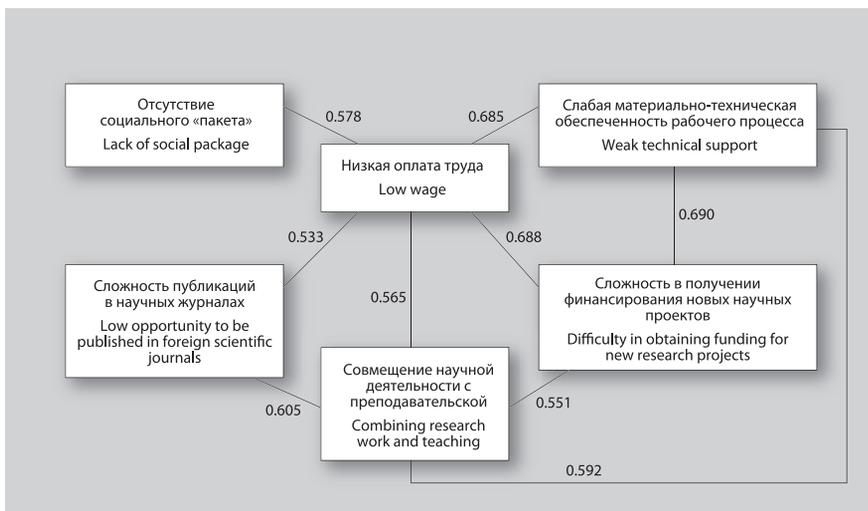 Отсутствие
социального «пакета»
Lack of social package
0.578
0.685
Слабая материально-техническая
обеспеченность рабочего процесса
Weak technical support
Низкая оплата труда
Low wage
0.690
0.533
0.688
Сложность публикаций
в научных журналах
Low opportunity to be
published in foreign scientific
journals
0.565
Сложность в получении
финансирования новых научных
проектов
Difficulty in obtaining funding for
new research projects
Совмещение научной
деятельности с
преподавательской
Combining research
work and teaching
0.605
0.551
0.592